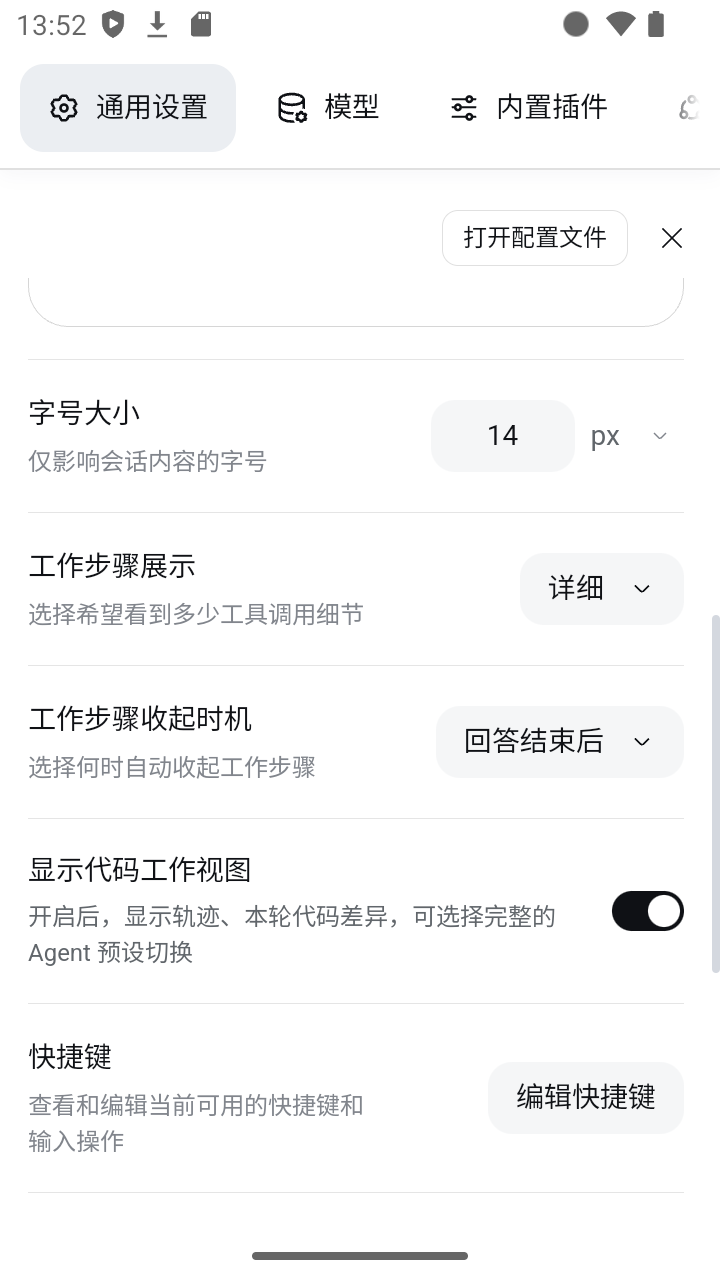 13:52
通用设置
模型
内置插件
打开配置文件
字号大小
仅影响会话内容的字号
14
px
工作步骤展示
选择希望看到多少工具调用细节
详细
工作步骤收起时机
选择何时自动收起工作步骤
回答结束后
显示代码工作视图
开启后，显示轨迹、本轮代码差异，可选择完整的
Agent 预设切换
快捷键
查看和编辑当前可用的快捷键和
输入操作
编辑快捷键